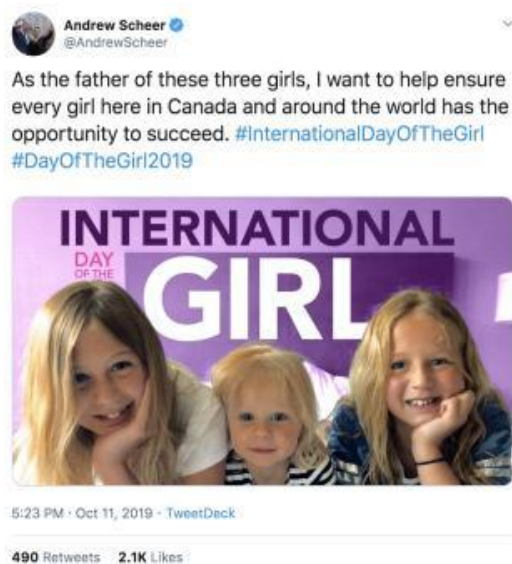 Andrew Scheer
@AndrewScheer
As the father of these three girls, I want to help ensure
every girl here in Canada and around the world has the
opportunity to succeed. #InternationalDayOfTheGirl
#DayOfTheGirl2019
INTERNATIONAL
DAY
OF THE
GIRL
5:23 PM · Oct 11, 2019 · TweetDeck
490 Retweets 2.1K Likes